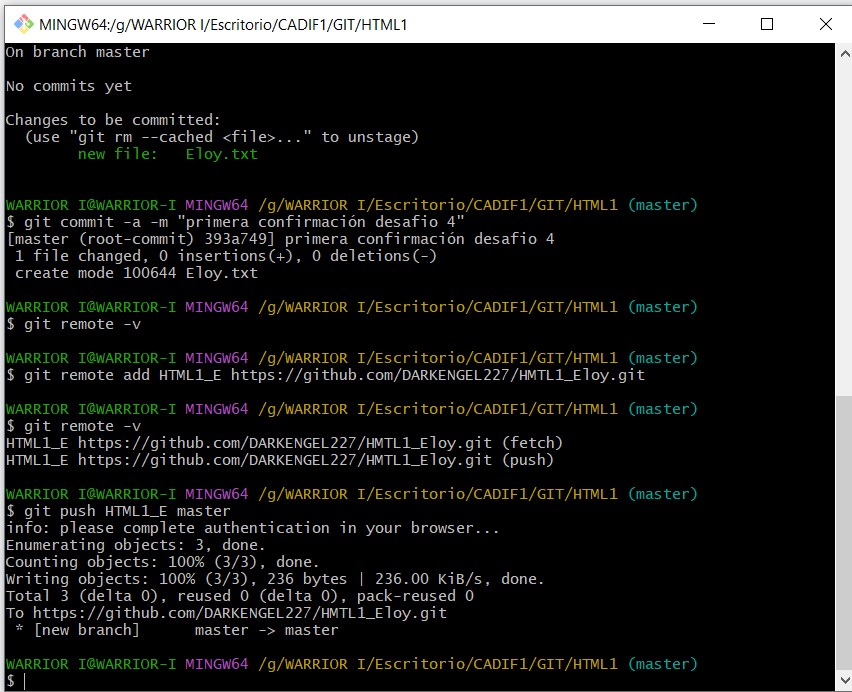 MINGW64:/g/WARRIOR I/Escritorio/CADIF1/GIT/HTML1
On branch master
No commits yet
Changes to be committed:
(use "git rm --cached <file>..." to unstage)
new file:   Eloy.txt
WARRIOR I@WARRIOR-I MINGW64 /g/WARRIOR I/Escritorio/CADIF1/GIT/HTML1 (master)
$ git commit -a -m "primera confirmación desafio 4"
[master (root-commit) 393a749] primera confirmación desafio 4
1 file changed, 0 insertions(+), 0 deletions(-)
create mode 100644 Eloy.txt
WARRIOR I@WARRIOR-I MINGW64 /g/WARRIOR I/Escritorio/CADIF1/GIT/HTML1 (master)
$ git remote -v
WARRIOR I@WARRIOR-I MINGW64 /g/WARRIOR I/Escritorio/CADIF1/GIT/HTML1 (master)
$ git remote add HTML1_E https://github.com/DARKENGEL227/HMTL1_Eloy.git
WARRIOR I@WARRIOR-I MINGW64 /g/WARRIOR I/Escritorio/CADIF1/GIT/HTML1 (master)
$ git remote -v
HTML1_E https://github.com/DARKENGEL227/HMTL1_Eloy.git (fetch)
HTML1_E https://github.com/DARKENGEL227/HMTL1_Eloy.git (push)
WARRIOR I@WARRIOR-I MINGW64 /g/WARRIOR I/Escritorio/CADIF1/GIT/HTML1 (master)
$ git push HTML1_E master
info: please complete authentication in your browser...
Enumerating objects: 3, done.
Counting objects: 100% (3/3), done.
Writing objects: 100% (3/3), 236 bytes | 236.00 KiB/s, done.
Total 3 (delta 0), reused 0 (delta 0), pack-reused 0
To https://github.com/DARKENGEL227/HMTL1_Eloy.git
* [new branch]      master -> master
WARRIOR I@WARRIOR-I MINGW64 /g/WARRIOR I/Escritorio/CADIF1/GIT/HTML1 (master)
$